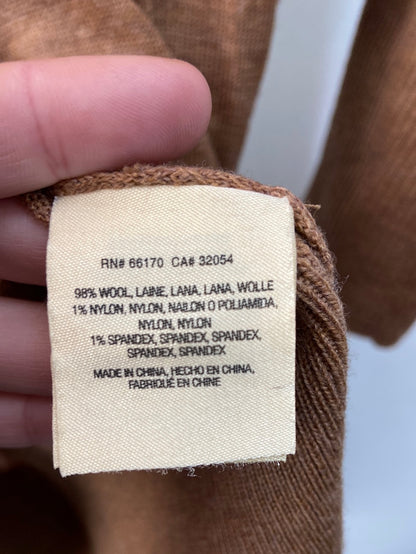 RN# 66170 CA# 32054
98% WOOL, LAINE, LANA, LANA, WOLLE
1% NYLON, NYLON, NAILON O POLIAMIDA,
NYLON, NYLON
1% SPANDEX, SPANDEX, SPANDEX,
SPANDEX, SPANDEX
MADE IN CHINA, HECHO EN CHINA,
FABRIQUÉ EN CHINE